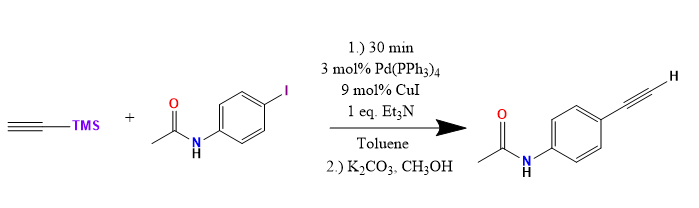 1.) 30 min
3 mol% Pd(PPh₃)₄
9 mol% CuI
1 eq. Et₃N
Toluene
2.) K₂CO₃, CH₃OH
TMS
+
O
N
H
I
O
N
H
H